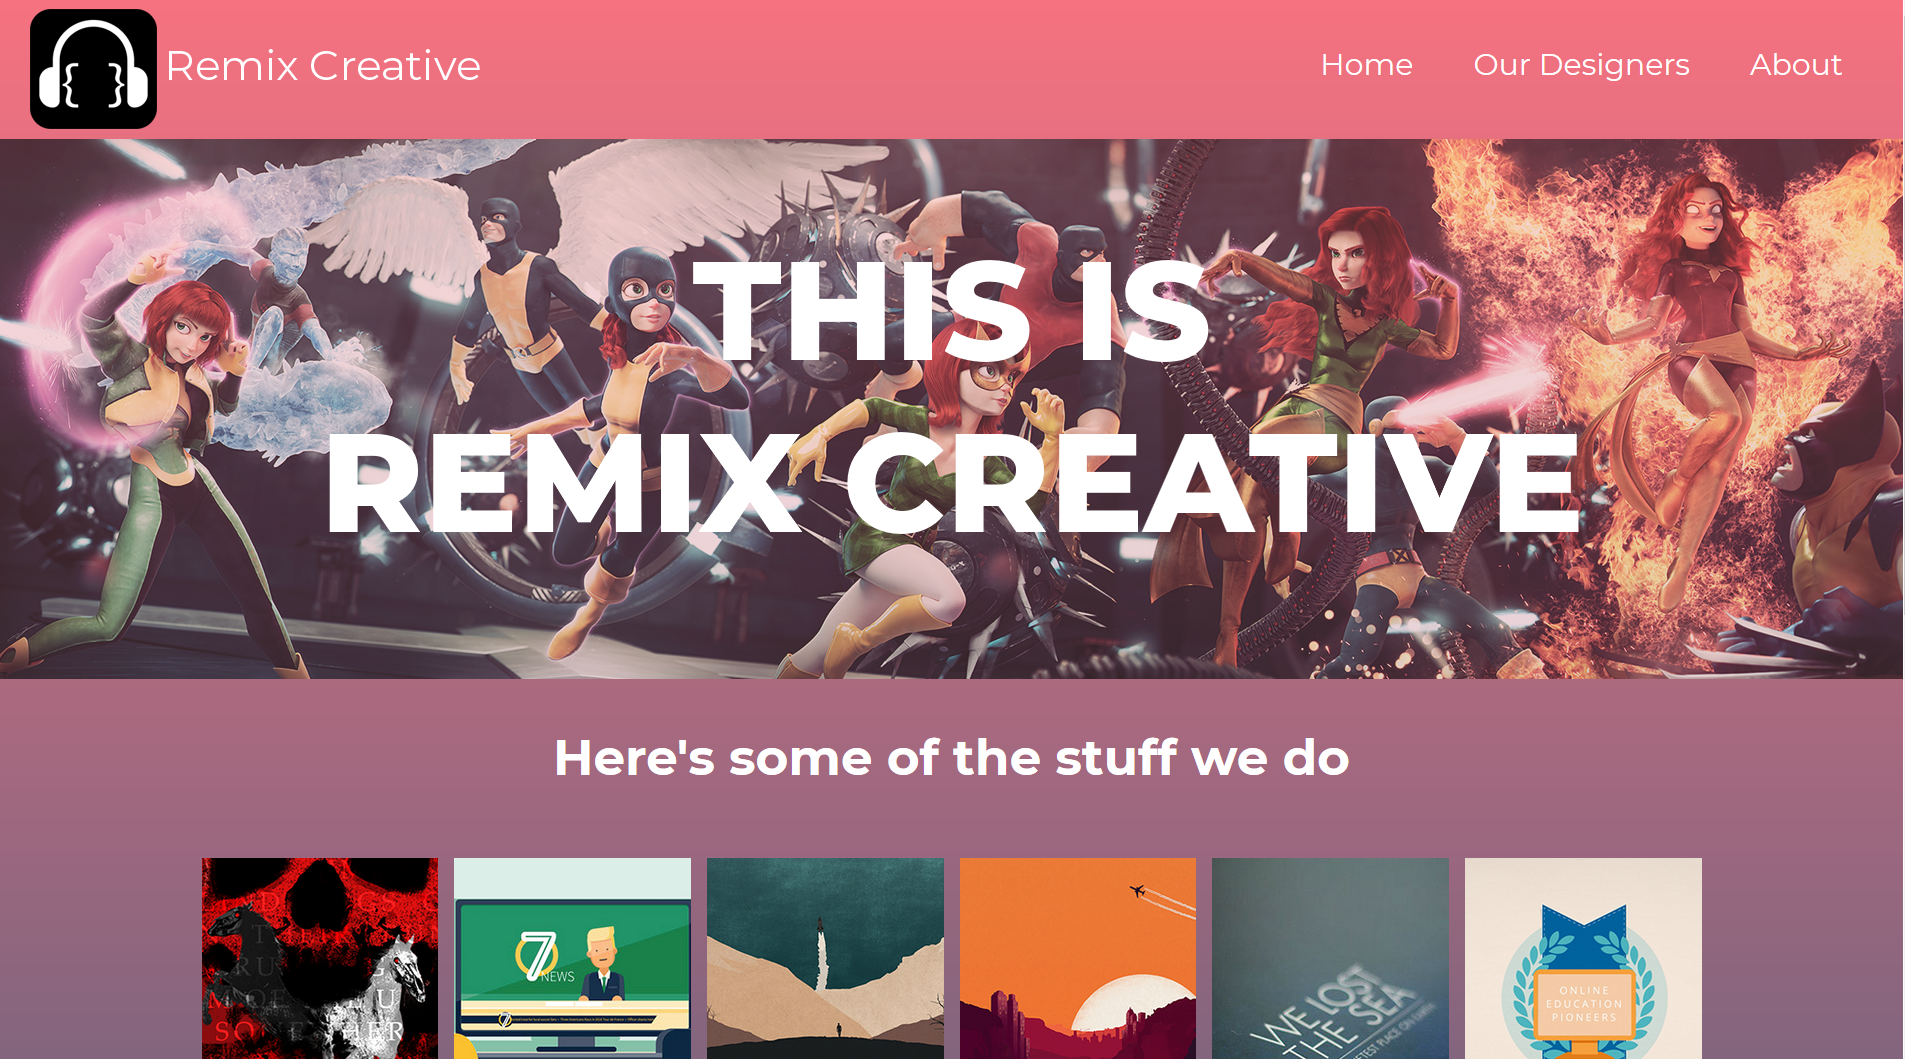 Remix Creative
Home
Our Designers
About
THIS IS
REMIX CREATIVE
Here's some of the stuff we do
7
NEWS
WE LOST
THE SEA
ONLINE
EDUCATION
PIONEERS